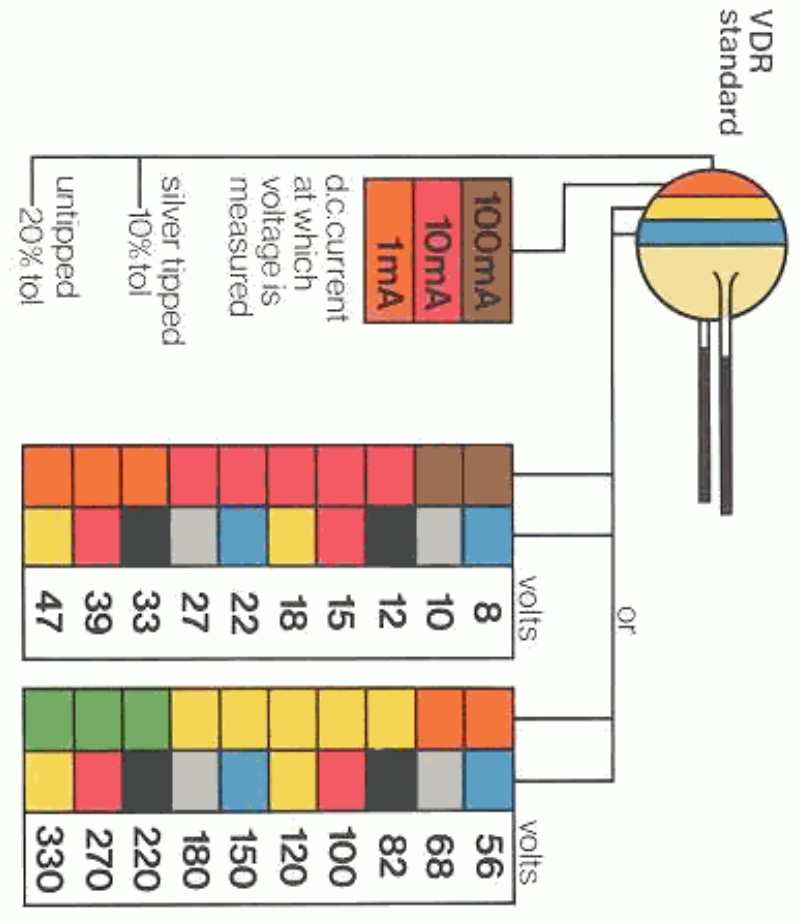 VDR
standard
100mA
10mA
1mA
d.c.current
at which
voltage is
measured
silver tipped
10% tol
untipped
20% tol
or
volts
8
10
12
15
18
22
27
33
39
47
volts
56
68
82
100
120
150
180
220
270
330